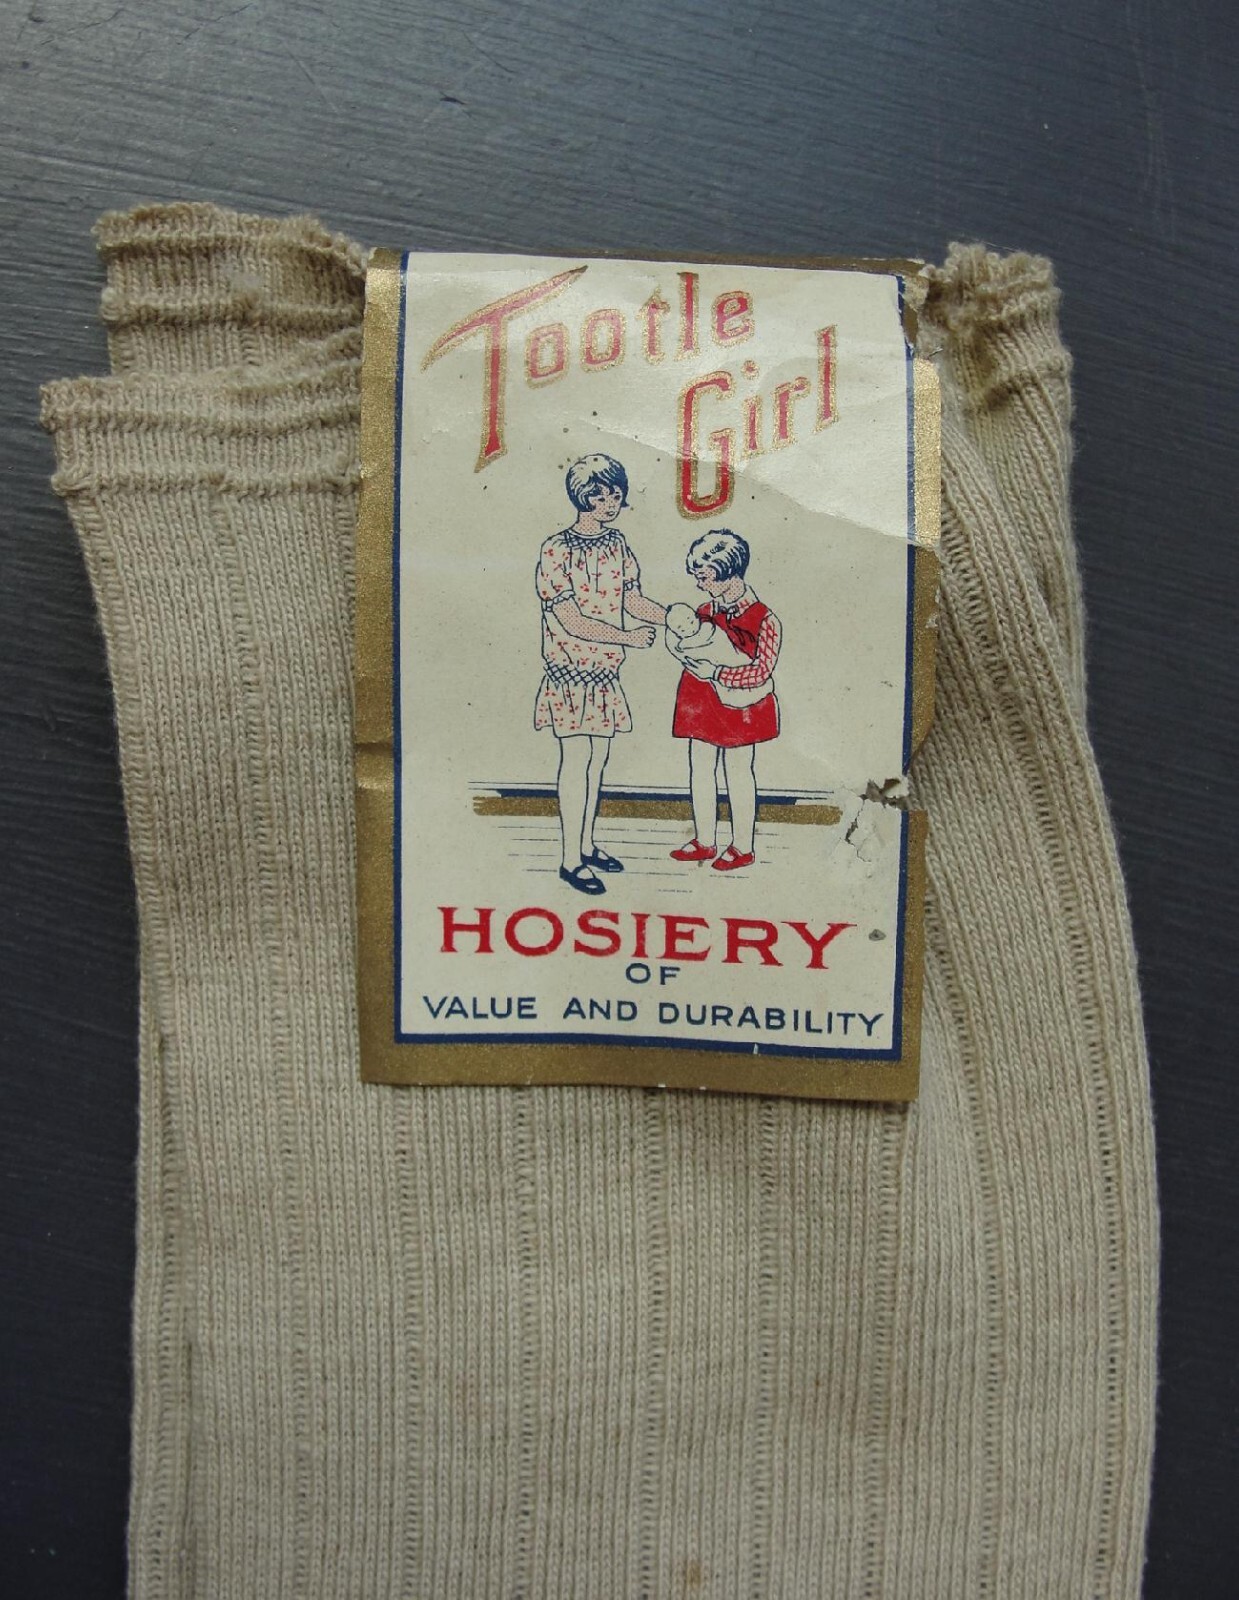 Tootle
Girl
HOSIERY
OF
VALUE AND DURABILITY